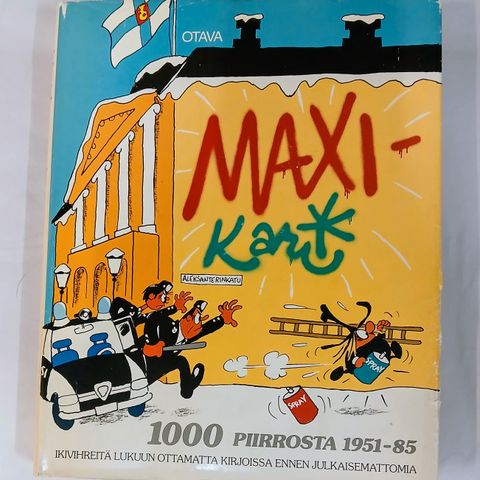 OTAVA
MAXI-
Kari
ALEKSANTERINKATU
SPRAY
SPRAY
1000 PIIRROSTA 1951-85
IKIVIHREITÄ LUKUUN OTTAMATTA KIRJOISSA ENNEN JULKAISEMATTOMIA